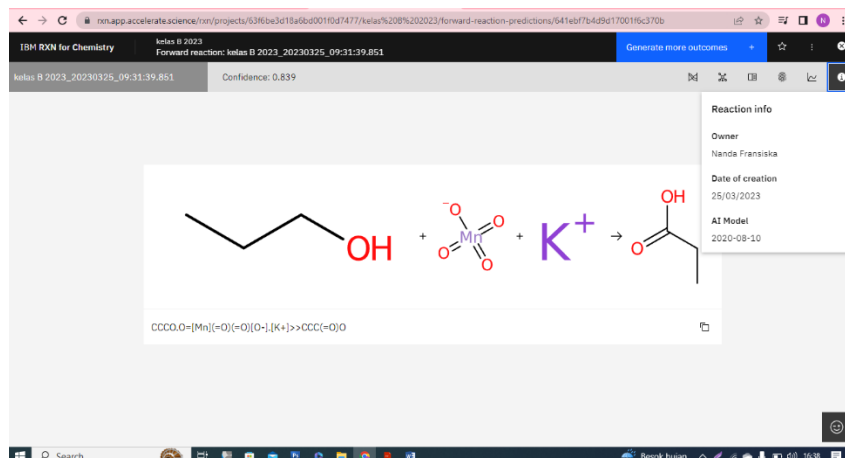 rxn.app.accelerate.science/rxn/projects/63f6be3d18a6bd001f0d7477/kelas%208%202023/forward-reaction-predictions/641ebf7b4d9d17001f6c370b
IBM RXN for Chemistry
kelas B 2023
Forward reaction: kelas B 2023_20230325_09:31:39.851
Generate more outcomes +
kelas B 2023_20230325_09:31:39.851
Confidence: 0.839
Reaction info
Owner
Nanda Fransiska
Date of creation
25/03/2023
AI Model
2020-08-10
OH
+
⁻O
O
Mn
O
O
+
K⁺
→
OH
O
CCCO.O=[Mn](=O)(=O)[O-].[K+]>>CCC(=O)O
Search
Besok hujan
16:38